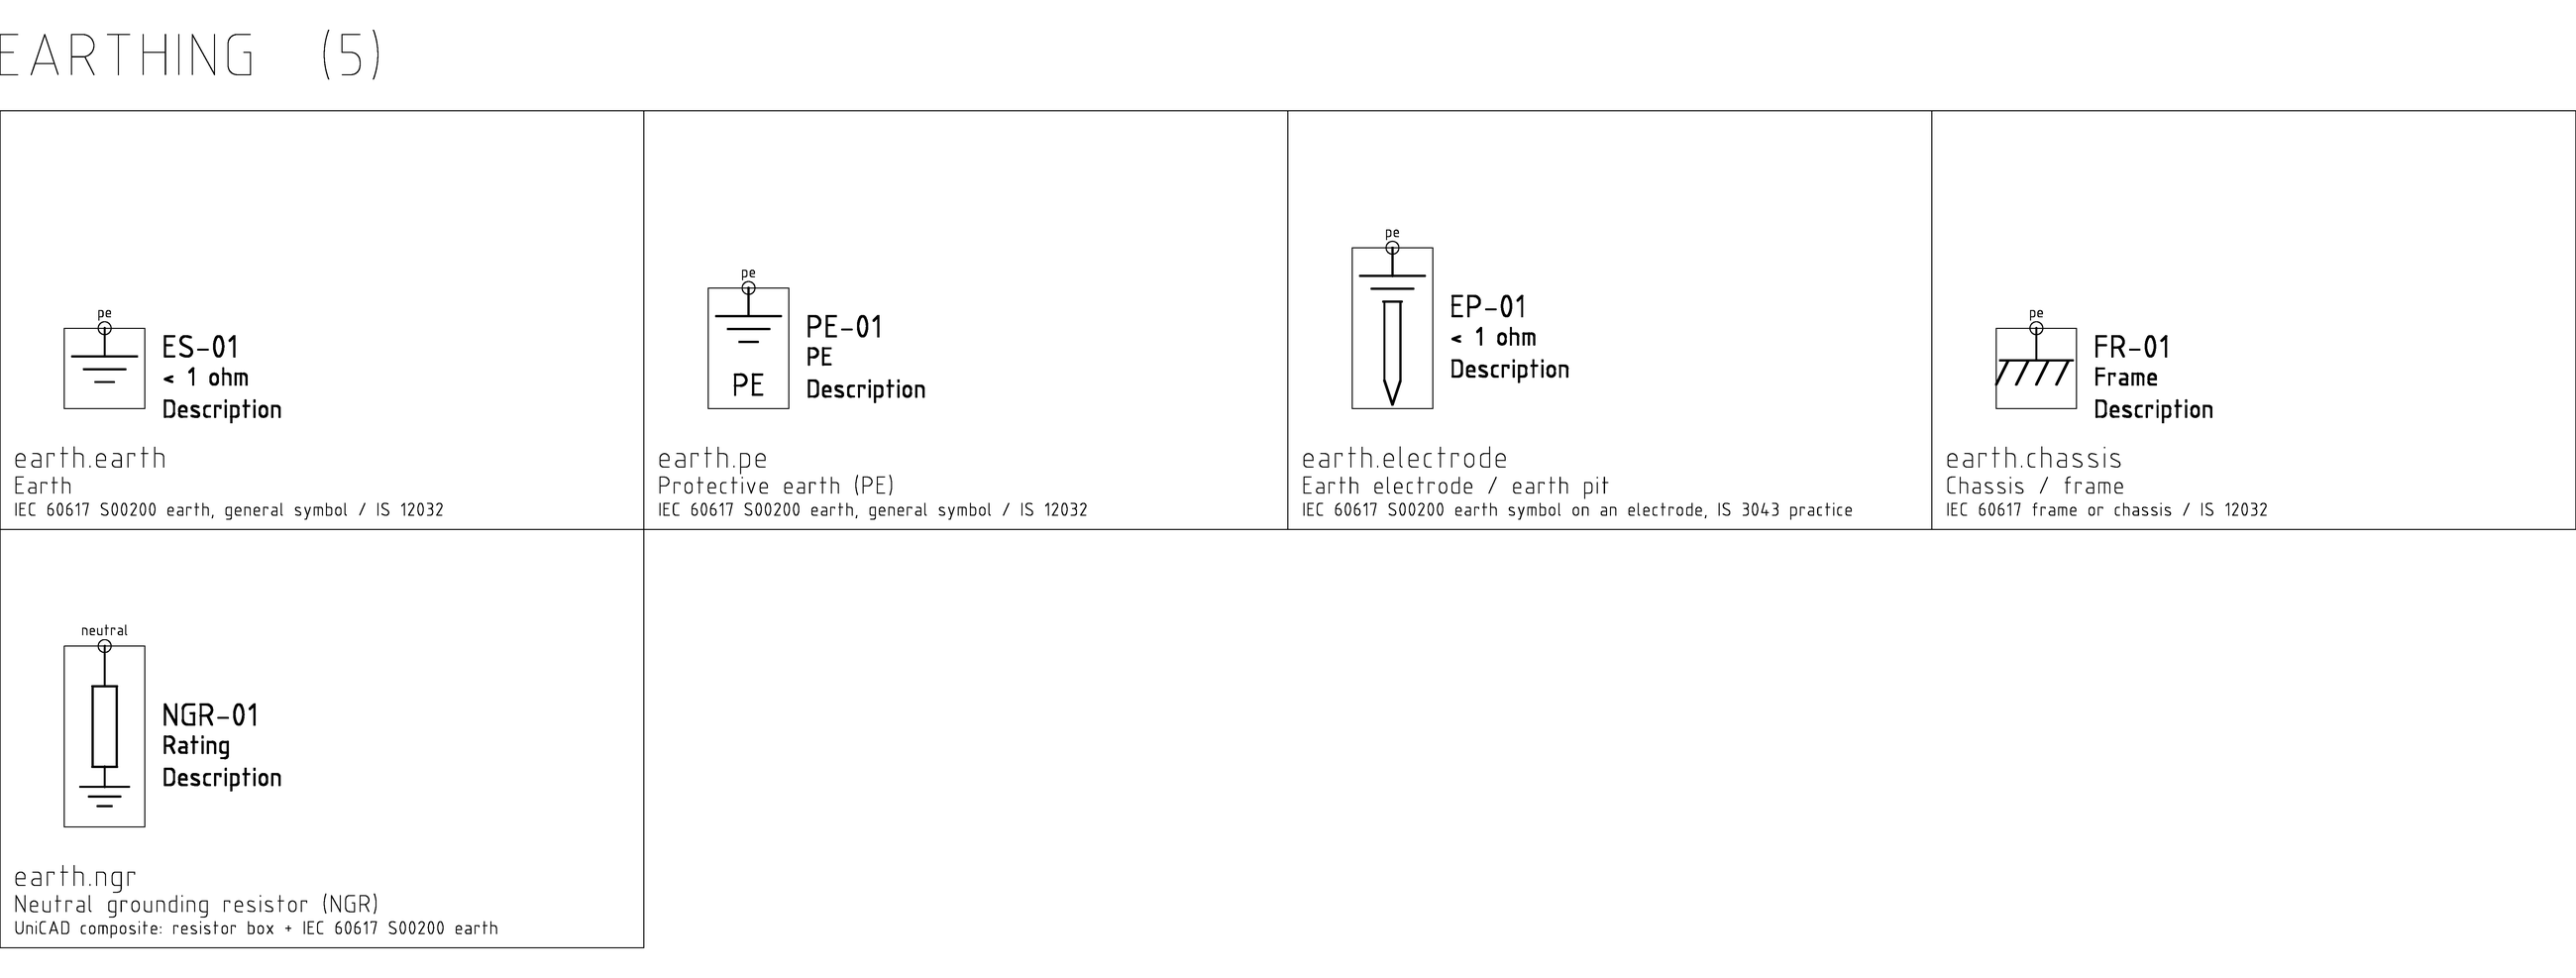 EARTHING (5)
pe
ES-01
< 1 ohm
Description
earth.earth
Earth
IEC 60617 S00200 earth, general symbol / IS 12032
pe
PE-01
PE
Description
PE
earth.pe
Protective earth (PE)
IEC 60617 S00200 earth, general symbol / IS 12032
pe
EP-01
< 1 ohm
Description
earth.electrode
Earth electrode / earth pit
IEC 60617 S00200 earth symbol on an electrode, IS 3043 practice
pe
FR-01
Frame
Description
earth.chassis
Chassis / frame
IEC 60617 frame or chassis / IS 12032
neutral
NGR-01
Rating
Description
earth.ngr
Neutral grounding resistor (NGR)
UniCAD composite: resistor box + IEC 60617 S00200 earth